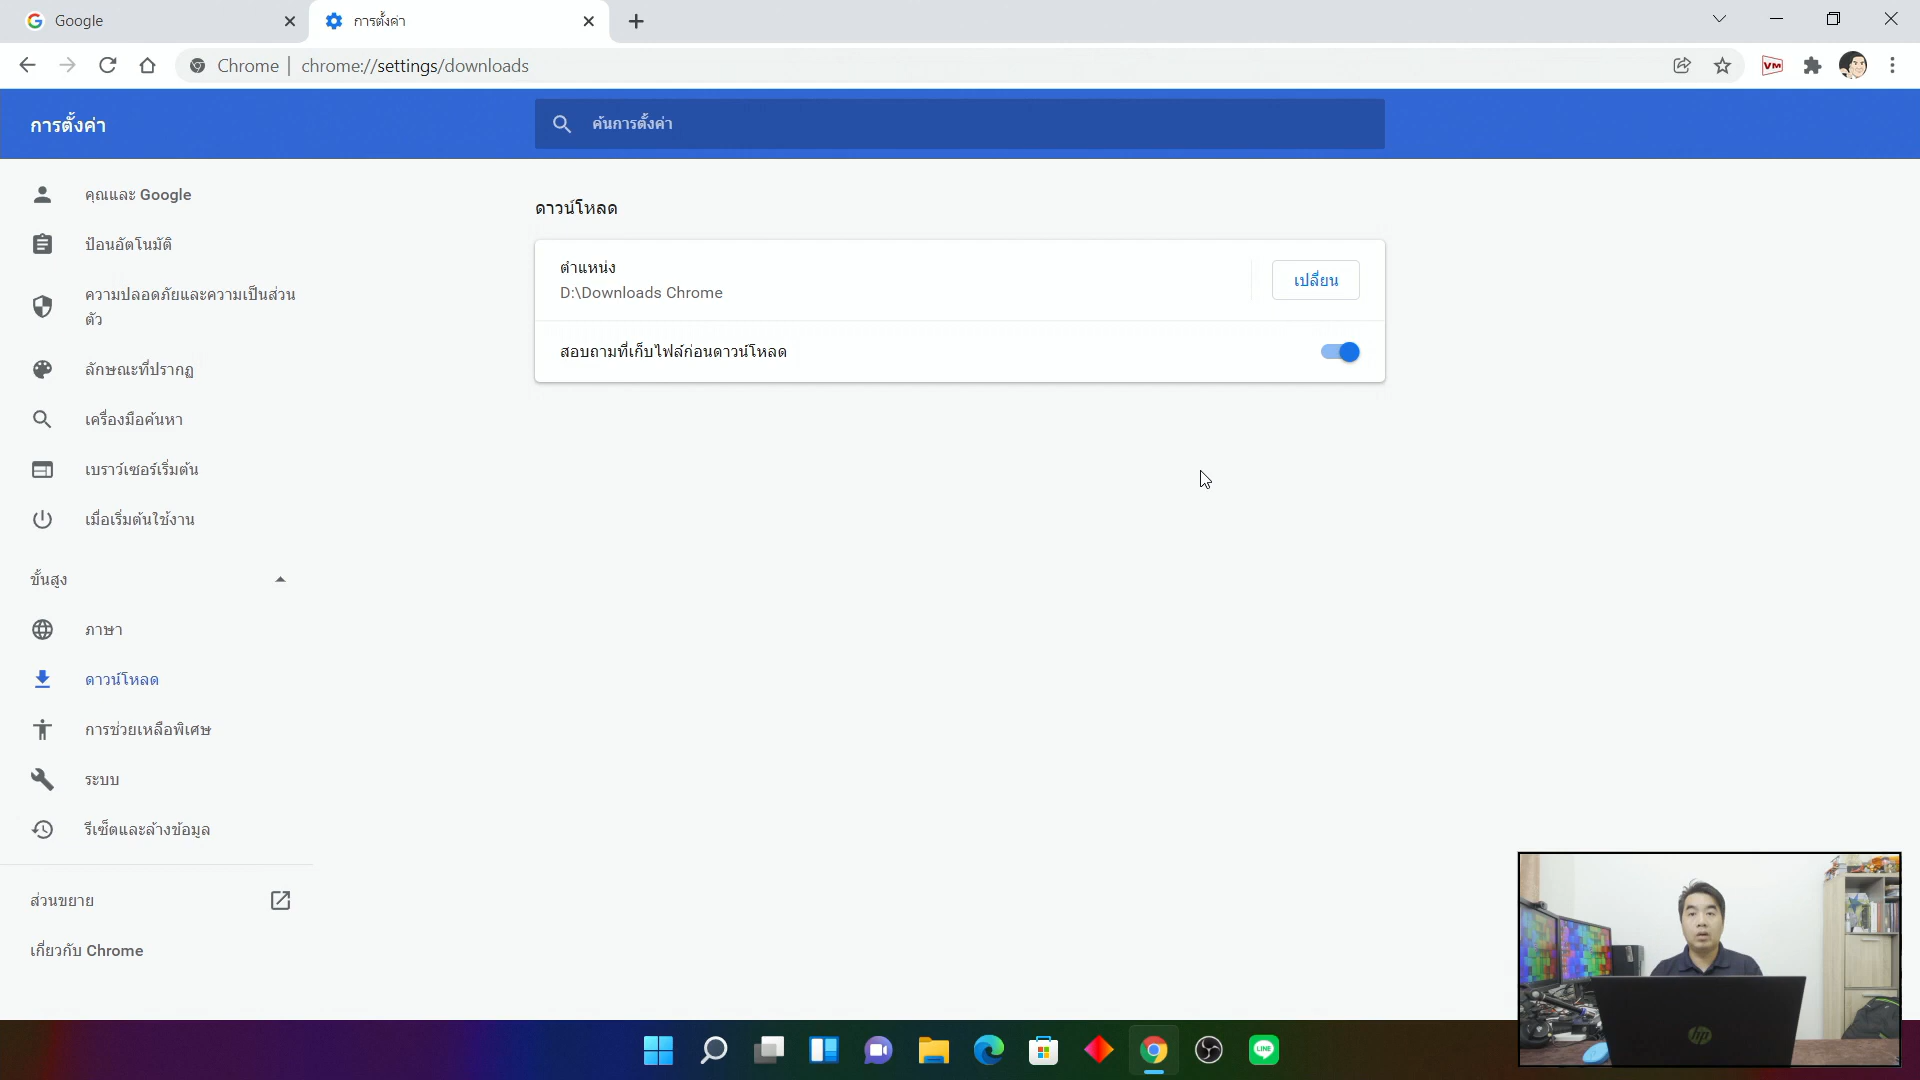 Google
การตั้งค่า
Chrome | chrome://settings/downloads
VM
การตั้งค่า
ค้นการตั้งค่า
คุณและ Google
ป้อนอัตโนมัติ
ความปลอดภัยและความเป็นส่วน
ตัว
ลักษณะที่ปรากฏ
เครื่องมือค้นหา
เบราว์เซอร์เริ่มต้น
เมื่อเริ่มต้นใช้งาน
ขั้นสูง
ภาษา
ดาวน์โหลด
การช่วยเหลือพิเศษ
ระบบ
รีเซ็ตและล้างข้อมูล
ส่วนขยาย
เกี่ยวกับ Chrome
ดาวน์โหลด
ตำแหน่ง
D:\Downloads Chrome
เปลี่ยน
สอบถามที่เก็บไฟล์ก่อนดาวน์โหลด
hp
LINE